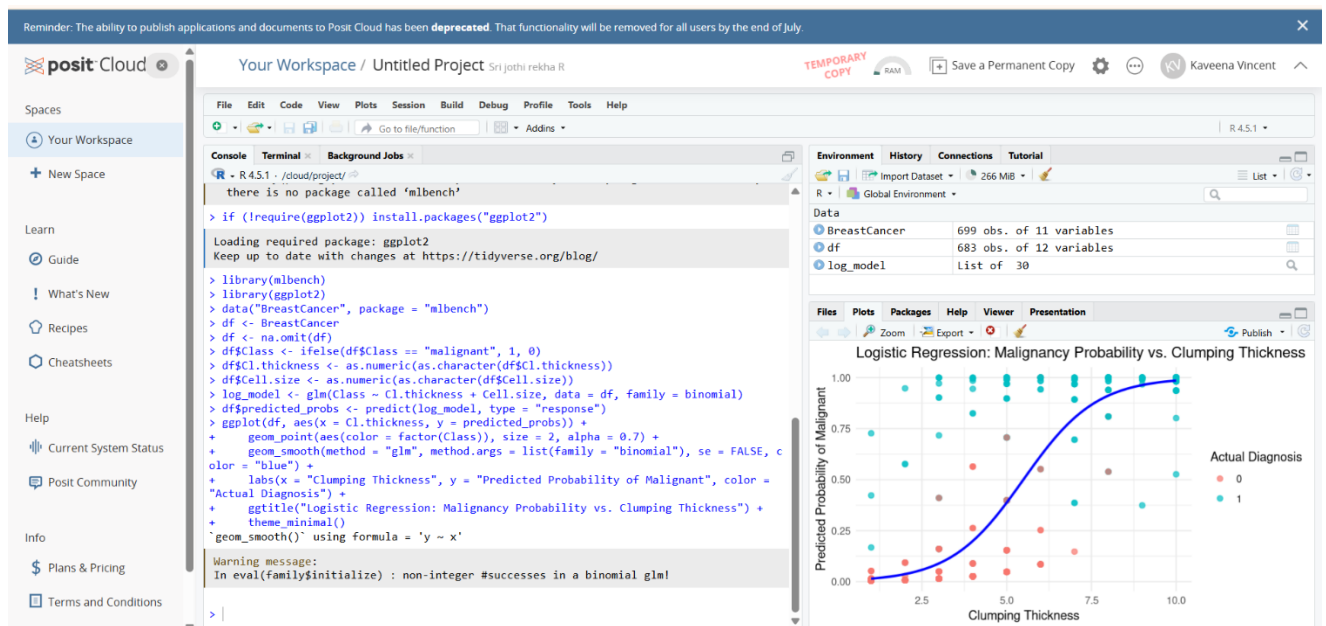 Reminder: The ability to publish applications and documents to Posit Cloud has been deprecated. That functionality will be removed for all users by the end of July.
posit Cloud
Your Workspace / Untitled Project Sri jothi rekha R
TEMPORARY COPY
RAM
Save a Permanent Copy
KV Kaveena Vincent
Spaces
Your Workspace
New Space
Learn
Guide
What's New
Recipes
Cheatsheets
Help
Current System Status
Posit Community
Info
Plans & Pricing
Terms and Conditions
File Edit Code View Plots Session Build Debug Profile Tools Help
Go to file/function
Addins
R 4.5.1
Console Terminal Background Jobs
R 4.5.1 · /cloud/project/
there is no package called ‘mlbench’
> if (!require(ggplot2)) install.packages("ggplot2")
Loading required package: ggplot2
Keep up to date with changes at https://tidyverse.org/blog/
> library(mlbench)
> library(ggplot2)
> data("BreastCancer", package = "mlbench")
> df <- BreastCancer
> df <- na.omit(df)
> df$Class <- ifelse(df$Class == "malignant", 1, 0)
> df$Cl.thickness <- as.numeric(as.character(df$Cl.thickness))
> df$Cell.size <- as.numeric(as.character(df$Cell.size))
> log_model <- glm(Class ~ Cl.thickness + Cell.size, data = df, family = binomial)
> df$predicted_probs <- predict(log_model, type = "response")
> ggplot(df, aes(x = Cl.thickness, y = predicted_probs)) +
+ geom_point(aes(color = factor(Class)), size = 2, alpha = 0.7) +
+ geom_smooth(method = "glm", method.args = list(family = "binomial"), se = FALSE, c
olor = "blue") +
+ labs(x = "Clumping Thickness", y = "Predicted Probability of Malignant", color =
"Actual Diagnosis") +
+ ggtitle("Logistic Regression: Malignancy Probability vs. Clumping Thickness") +
+ theme_minimal()
`geom_smooth()` using formula = 'y ~ x'
Warning message:
In eval(family$initialize) : non-integer #successes in a binomial glm!
>
Environment History Connections Tutorial
Import Dataset 266 MiB List
R Global Environment
Data
BreastCancer 699 obs. of 11 variables
df 683 obs. of 12 variables
log_model List of 30
Files Plots Packages Help Viewer Presentation
Zoom Export Publish
Logistic Regression: Malignancy Probability vs. Clumping Thickness
Predicted Probability of Malignant
1.00
0.75
0.50
0.25
0.00
2.5 5.0 7.5 10.0
Clumping Thickness
Actual Diagnosis
0
1